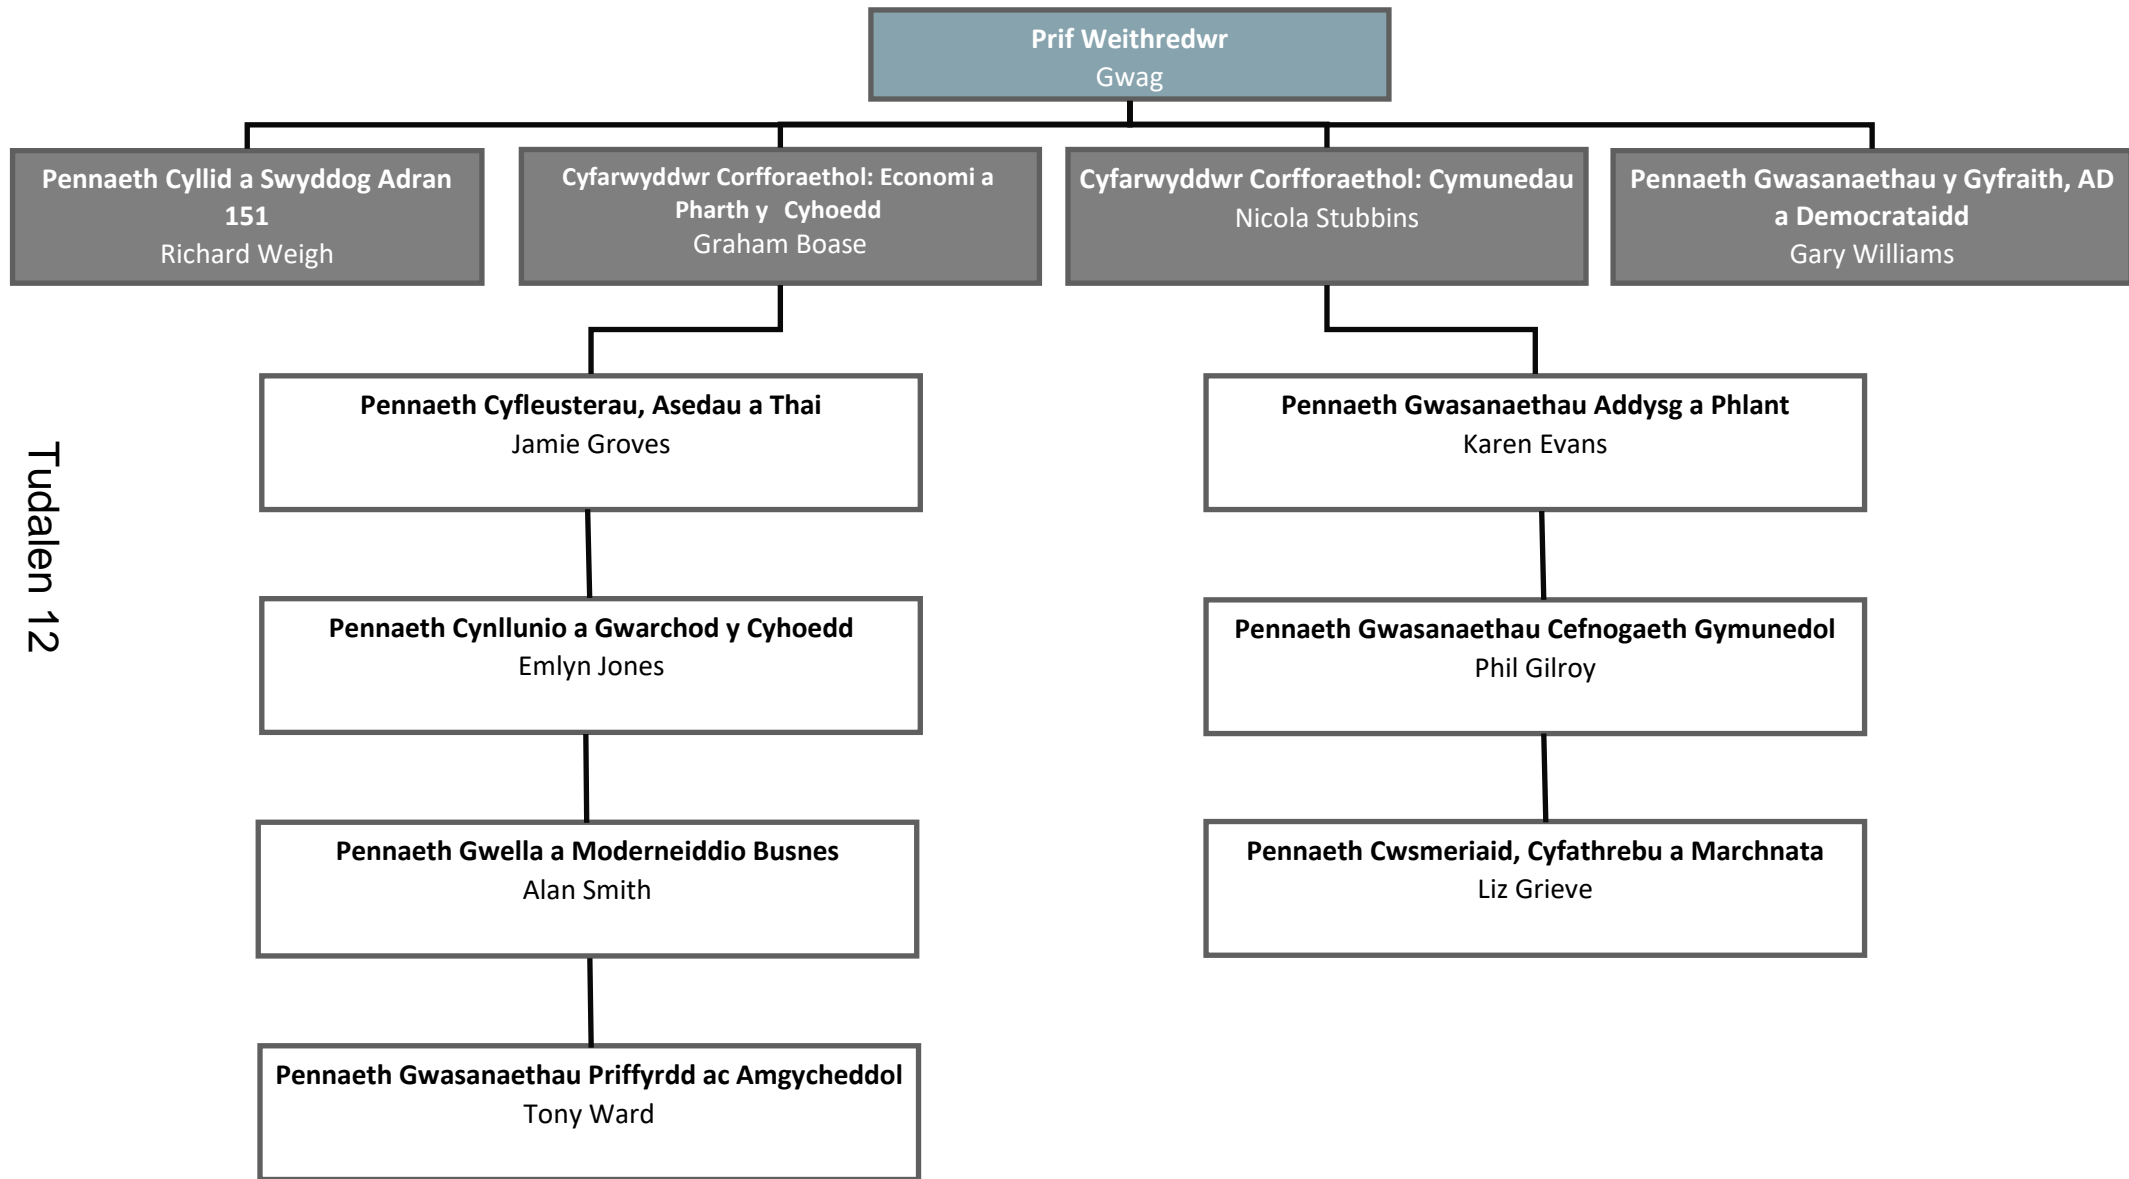 Prif Weithredwr
Gwag
Pennaeth Cyllid a Swyddog Adran
151
Richard Weigh
Cyfarwyddwr Corfforaethol: Economi a
Pharth y Cyhoedd
Graham Boase
Cyfarwyddwr Corfforaethol: Cymunedau
Nicola Stubbins
Pennaeth Gwasanaethau y Gyfraith, AD
a Democrataidd
Gary Williams
Pennaeth Cyfleusterau, Asedau a Thai
Jamie Groves
Pennaeth Gwasanaethau Addysg a Phlant
Karen Evans
Pennaeth Cynllunio a Gwarchod y Cyhoedd
Emlyn Jones
Pennaeth Gwasanaethau Cefnogaeth Gymunedol
Phil Gilroy
Pennaeth Gwella a Moderneiddio Busnes
Alan Smith
Pennaeth Cwsmeriaid, Cyfathrebu a Marchnata
Liz Grieve
Pennaeth Gwasanaethau Priffyrdd ac Amgycheddol
Tony Ward
Tudalen 12